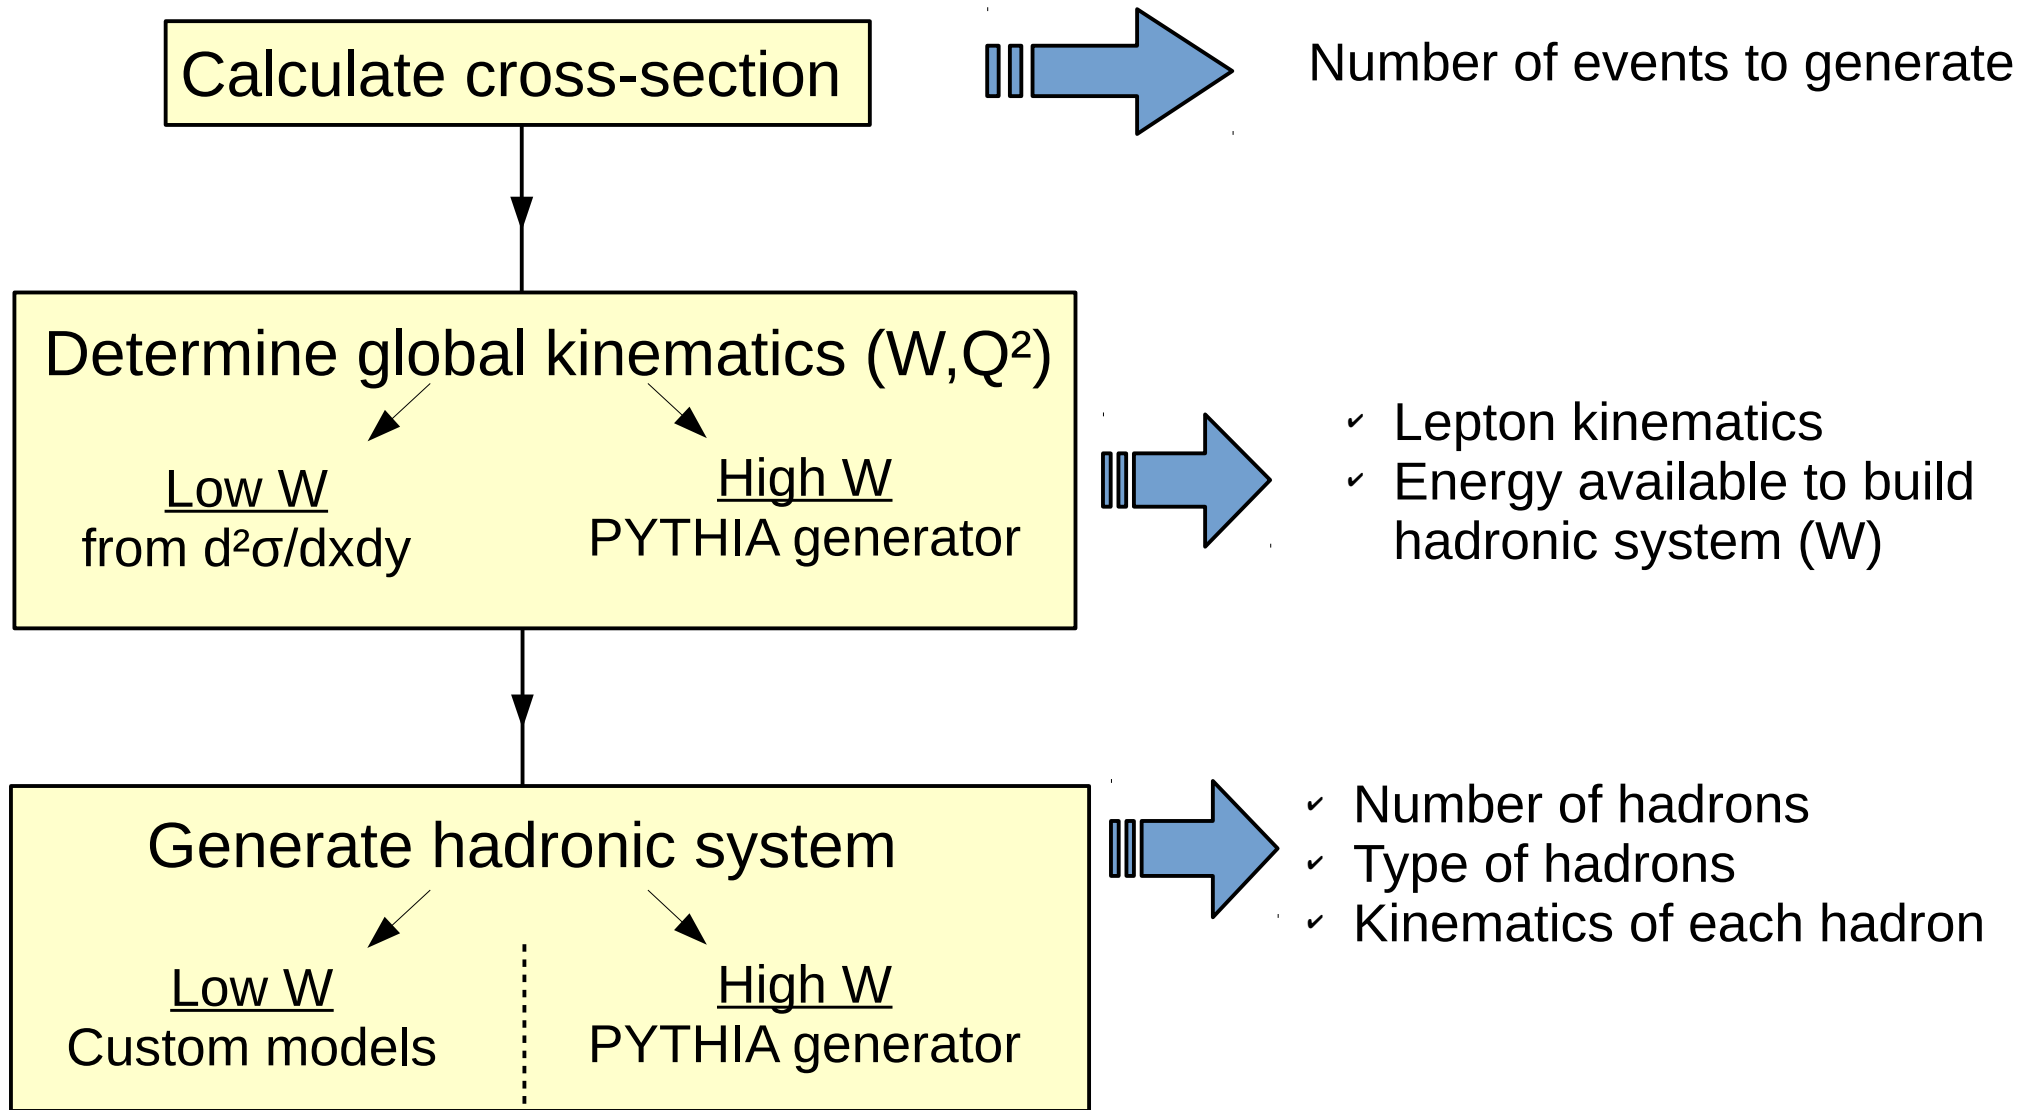 Calculate cross-section
Number of events to generate
Determine global kinematics (W,Q²)
Low W
from d²σ/dxdy
High W
PYTHIA generator
✔ Lepton kinematics
✔ Energy available to build
hadronic system (W)
Generate hadronic system
Low W
Custom models
High W
PYTHIA generator
✔ Number of hadrons
✔ Type of hadrons
✔ Kinematics of each hadron